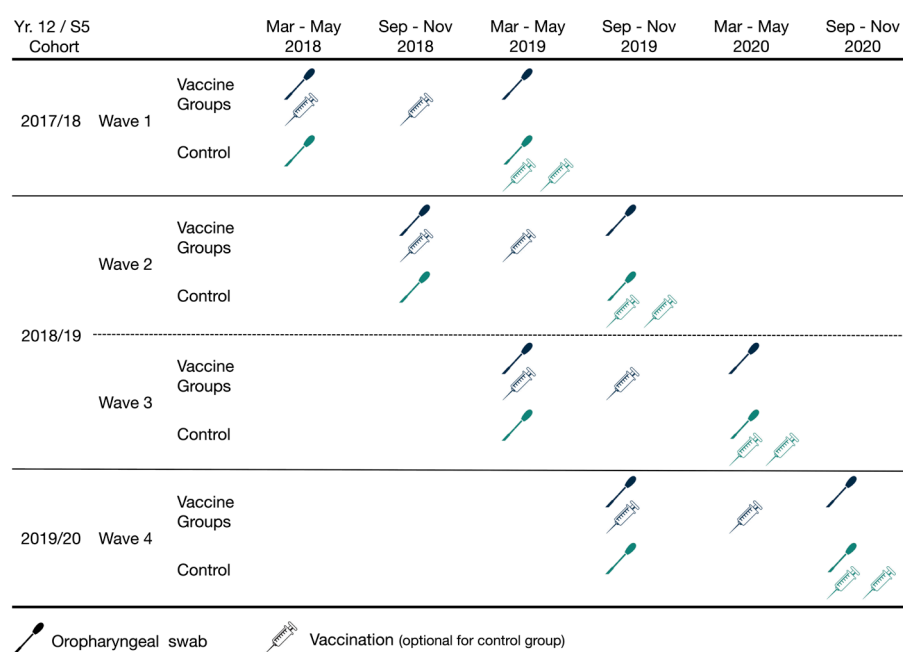 Yr. 12 / S5 Mar - May Sep - Nov Mar - May Sep - Nov Mar - May Sep - Nov
Cohort 2018 2018 2019 2019 2020 2020
Vaccine
Groups
2017/18 Wave 1
Control
Vaccine
Groups
Wave 2
Control
2018/19
Vaccine
Groups
Wave 3
Control
Vaccine
Groups
2019/20 Wave 4
Control
Oropharyngeal swab Vaccination (optional for control group)